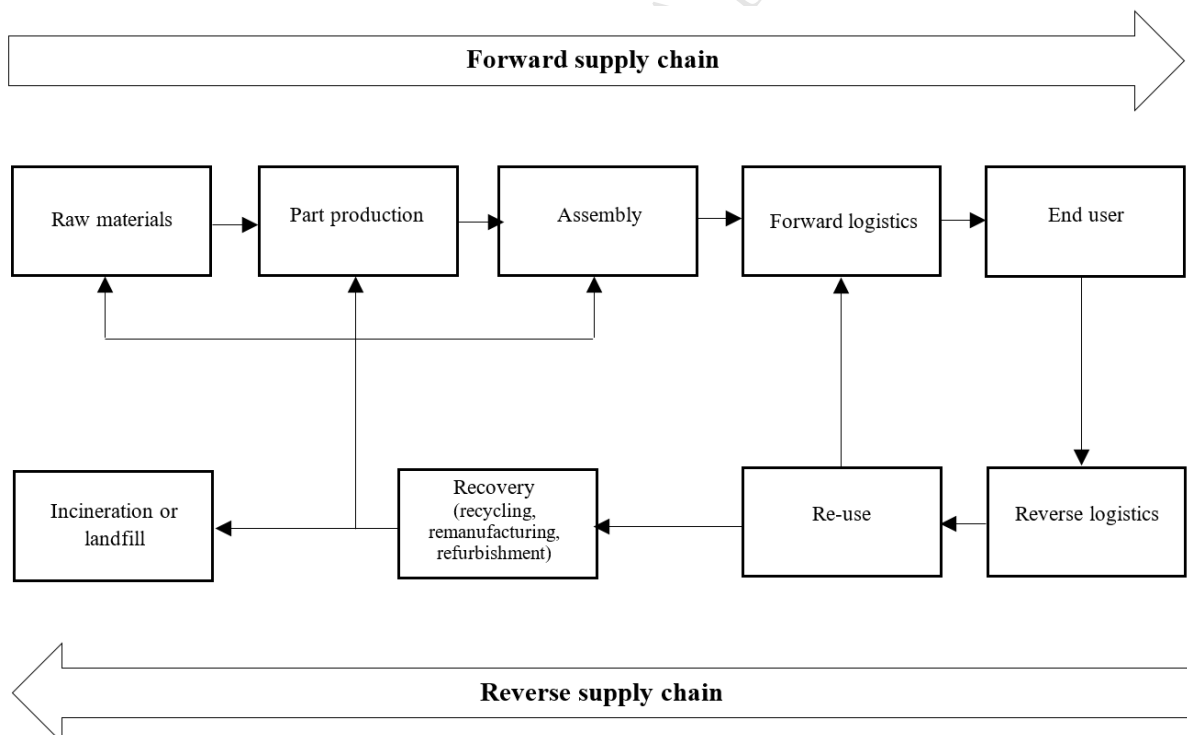 Forward supply chain
Raw materials
Part production
Assembly
Forward logistics
End user
Incineration or
landfill
Recovery
(recycling,
remanufacturing,
refurbishment)
Re-use
Reverse logistics
Reverse supply chain